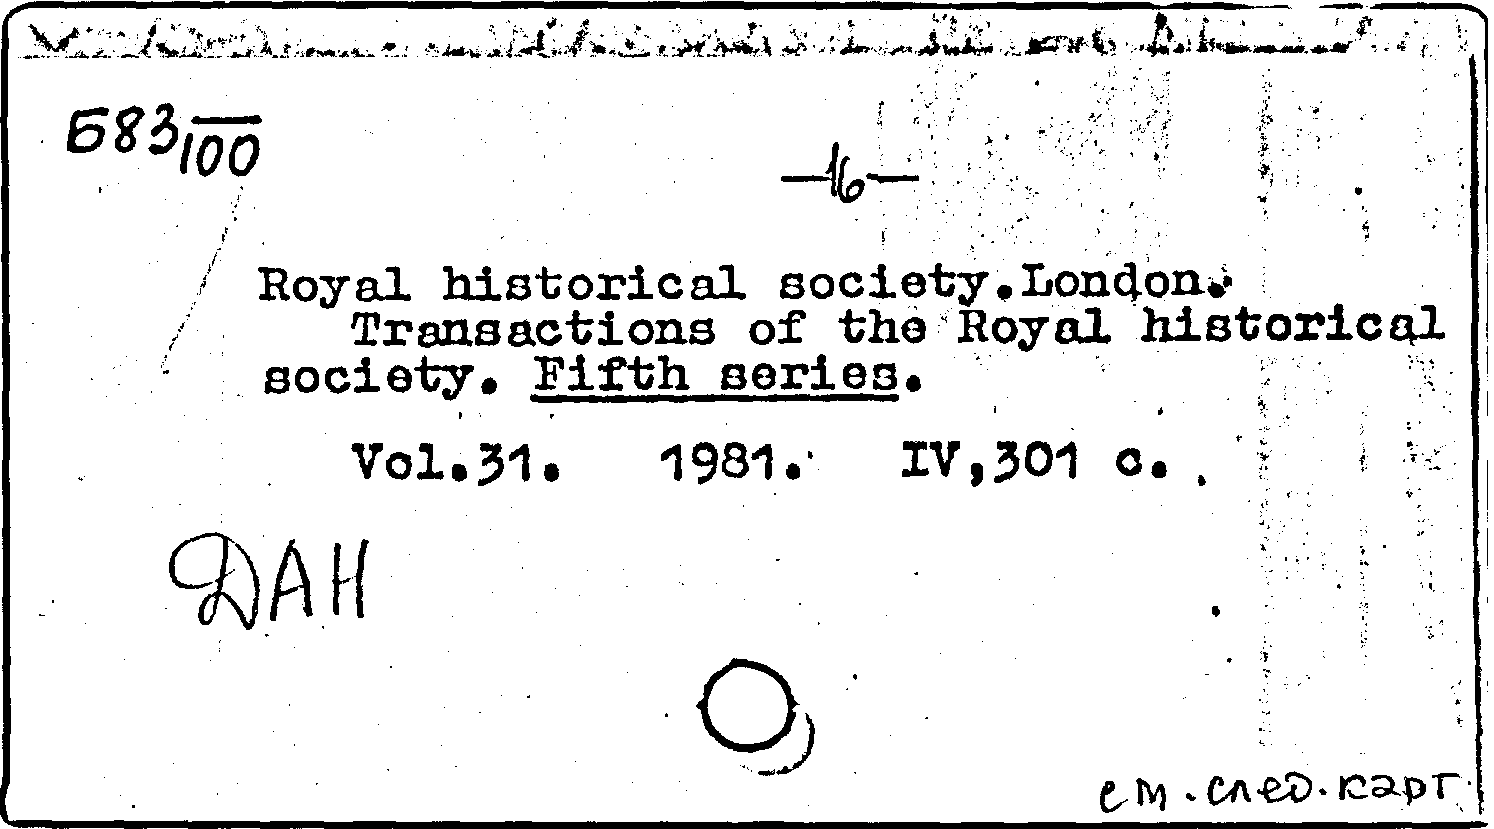 Б83/100
—16—
Royal historical society.London.
Transactions of the Royal historical
society. Fifth series.
Vol.31. 1981. IV,301 c.
ДАН
см.след.карт